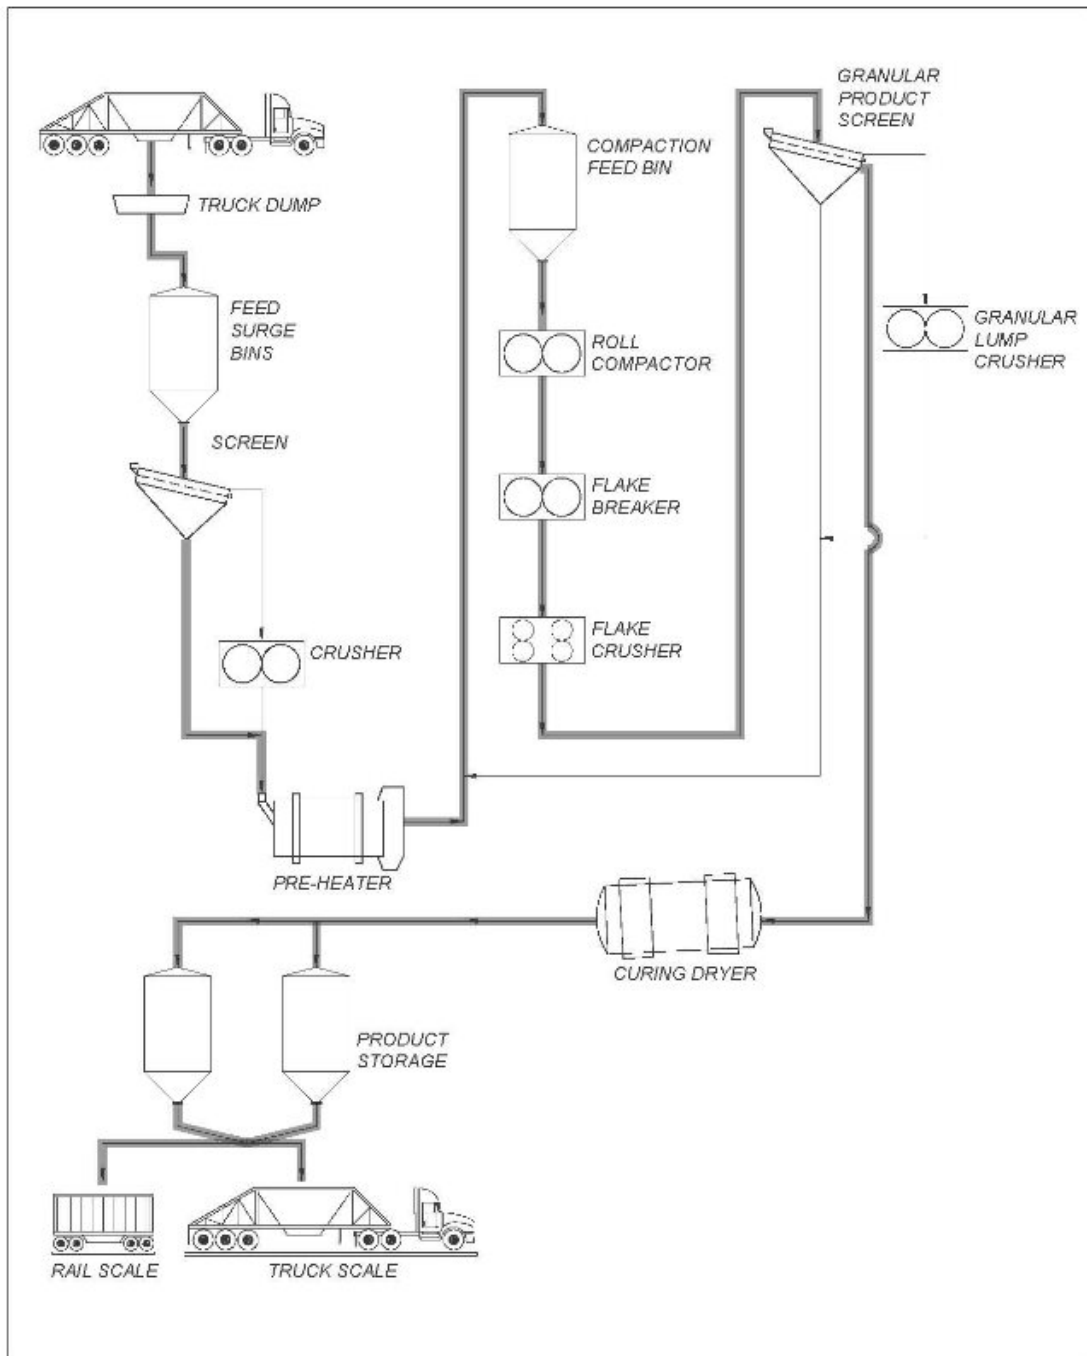 GRANULAR
PRODUCT
SCREEN
COMPACTION
FEED BIN
TRUCK DUMP
FEED
SURGE
BINS
ROLL
COMPACTOR
GRANULAR
LUMP
CRUSHER
SCREEN
FLAKE
BREAKER
CRUSHER
FLAKE
CRUSHER
PRE-HEATER
CURING DRYER
PRODUCT
STORAGE
RAIL SCALE
TRUCK SCALE